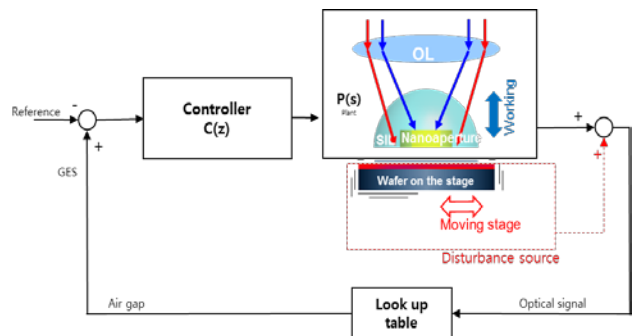 OL
-
Reference
Controller
C(z)
P(s)
Plant
Working
SIL
Nanoaperture
+
+
+
GES
Wafer on the stage
Moving stage
Disturbance source
Air gap
Look up
table
Optical signal